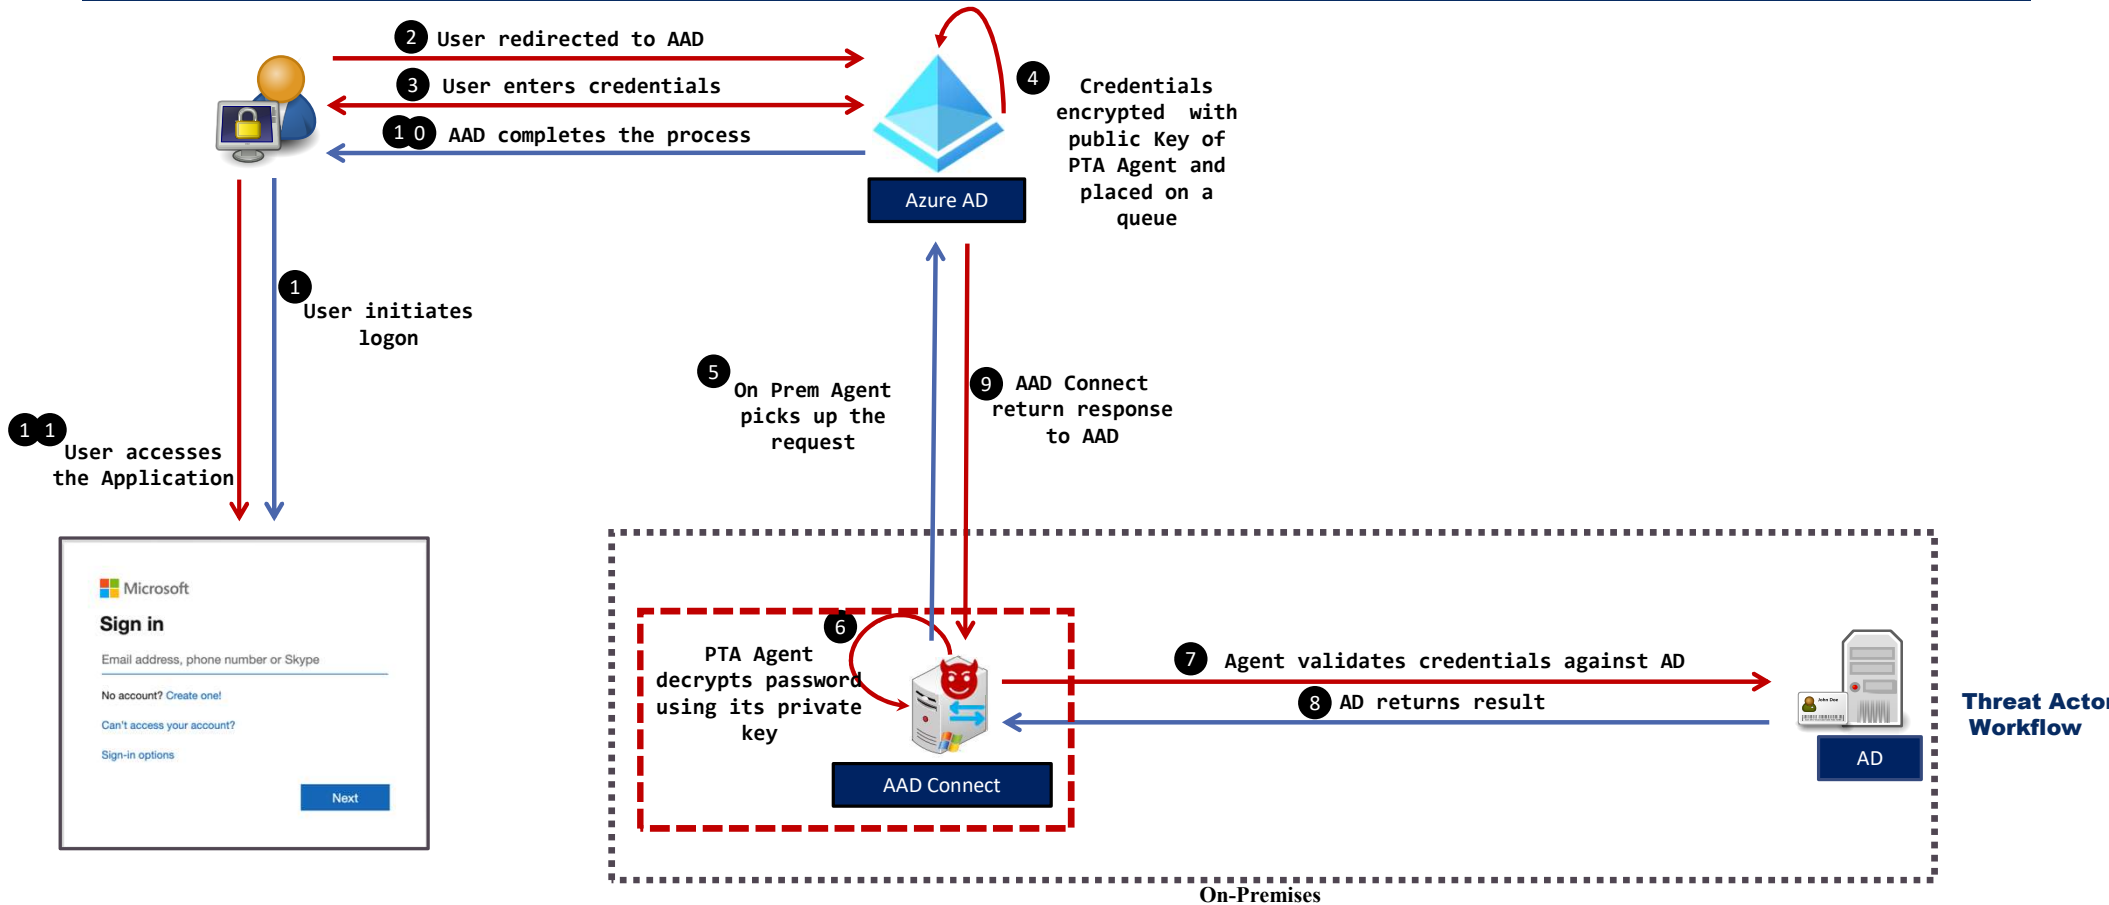 2 User redirected to AAD
3 User enters credentials
1 0 AAD completes the process
4
Credentials
encrypted with
public Key of
PTA Agent and
placed on a
queue
Azure AD
1
User initiates
logon
5
On Prem Agent
picks up the
request
9 AAD Connect
return response
to AAD
1 1
User accesses
the Application
Microsoft
Sign in
Email address, phone number or Skype
No account? Create one!
Can't access your account?
Sign-in options
Next
6
PTA Agent
decrypts password
using its private
key
AAD Connect
7 Agent validates credentials against AD
8 AD returns result
John Doe
AD
Threat Actor
Workflow
On-Premises